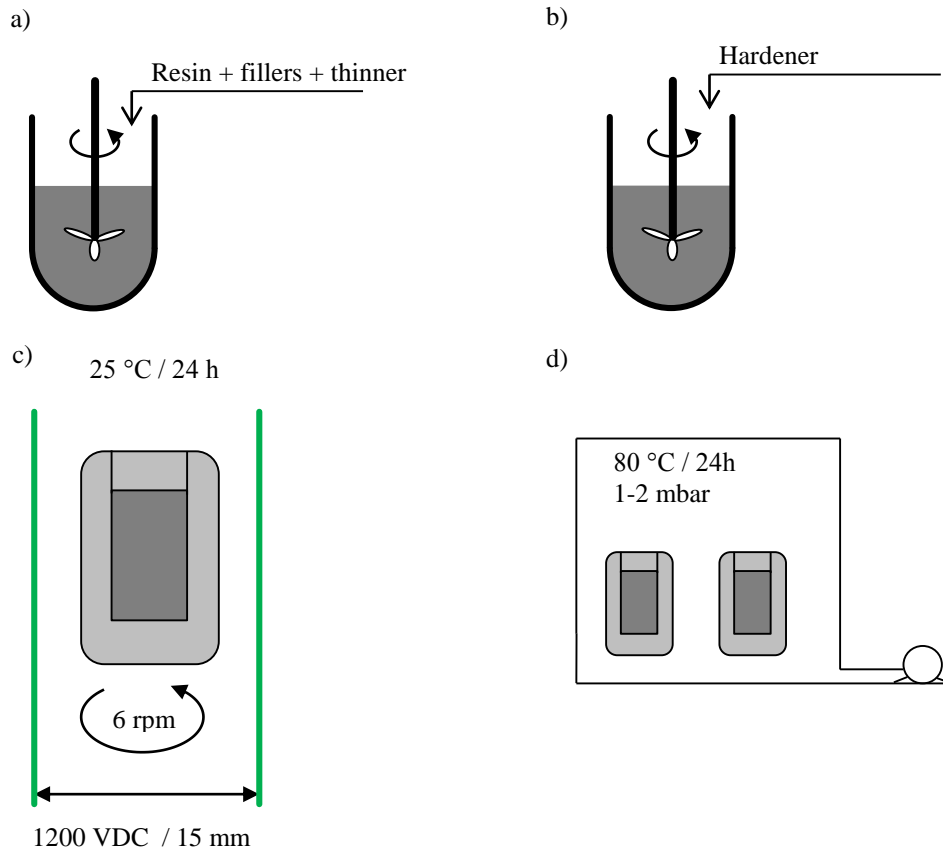 a)
Resin + fillers + thinner
b)
Hardener
c)
25 °C / 24 h
6 rpm
1200 VDC / 15 mm
d)
80 °C / 24h
1-2 mbar